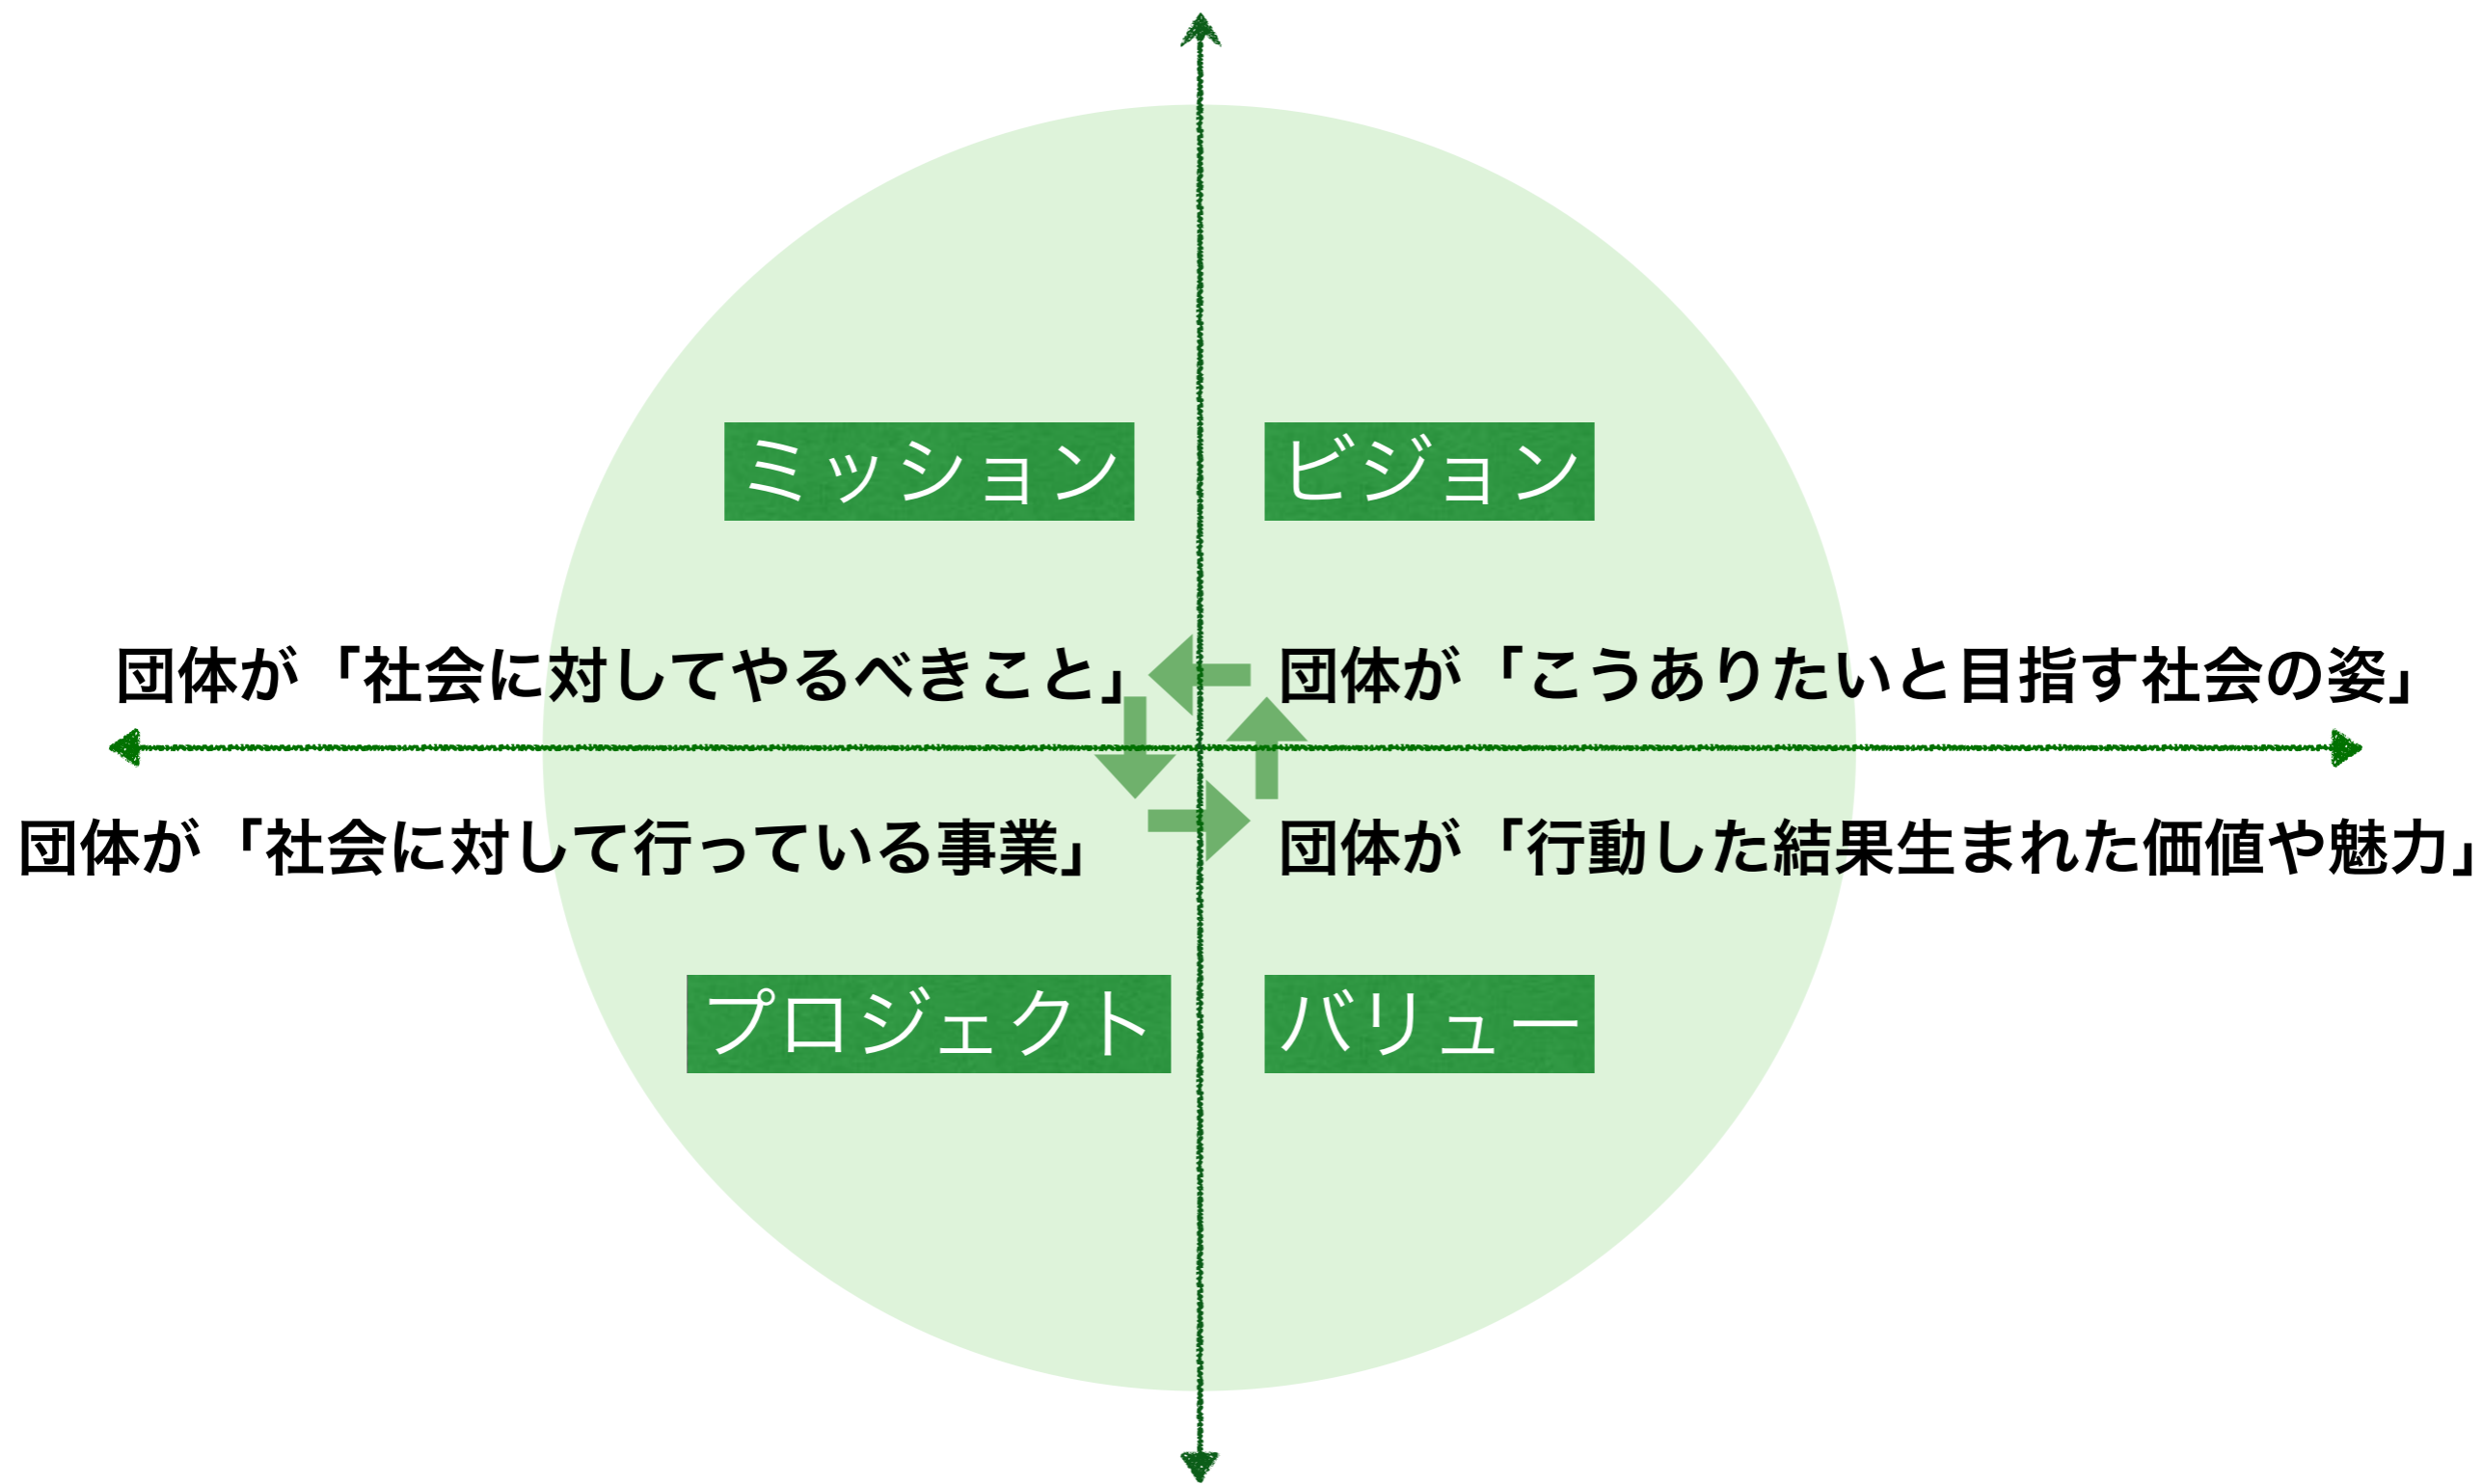 ミッション
ビジョン
団体が「社会に対してやるべきこと」
団体が「こうありたいと目指す社会の姿」
団体が「社会に対して行っている事業」
団体が「行動した結果生まれた価値や魅力」
プロジェクト
バリュー